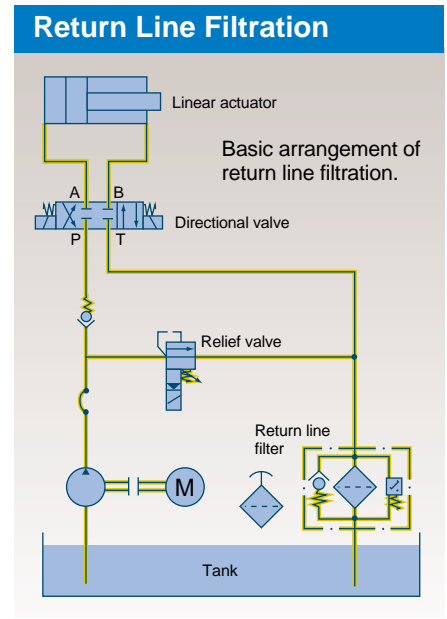 Return Line Filtration
Linear actuator
Basic arrangement of
return line filtration.
A B
Directional valve
P T
Relief valve
Return line
filter
M
Tank